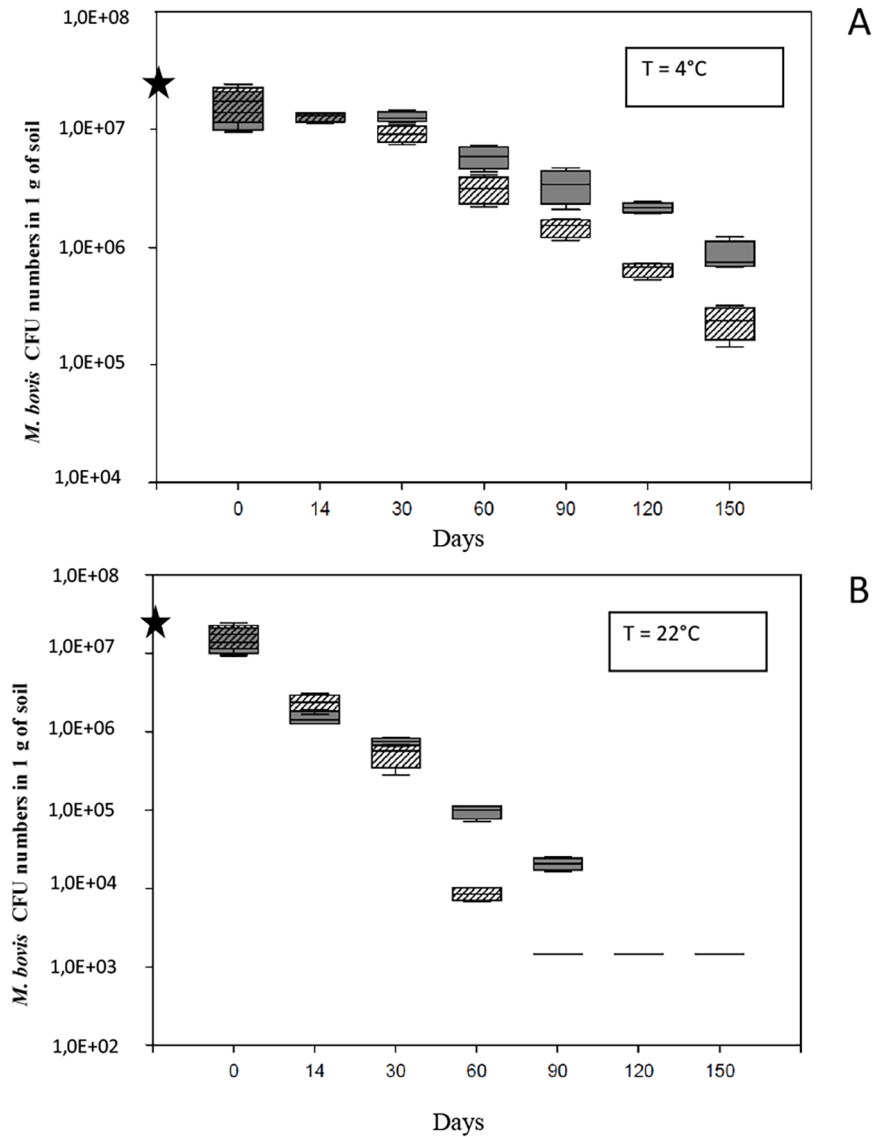 A
1,0E+08
T = 4°C
1,0E+07
1,0E+06
1,0E+05
1,0E+04
M. bovis CFU numbers in 1 g of soil
0 14 30 60 90 120 150
Days
B
1,0E+08
T = 22°C
1,0E+07
1,0E+06
1,0E+05
1,0E+04
1,0E+03
1,0E+02
M. bovis CFU numbers in 1 g of soil
0 14 30 60 90 120 150
Days